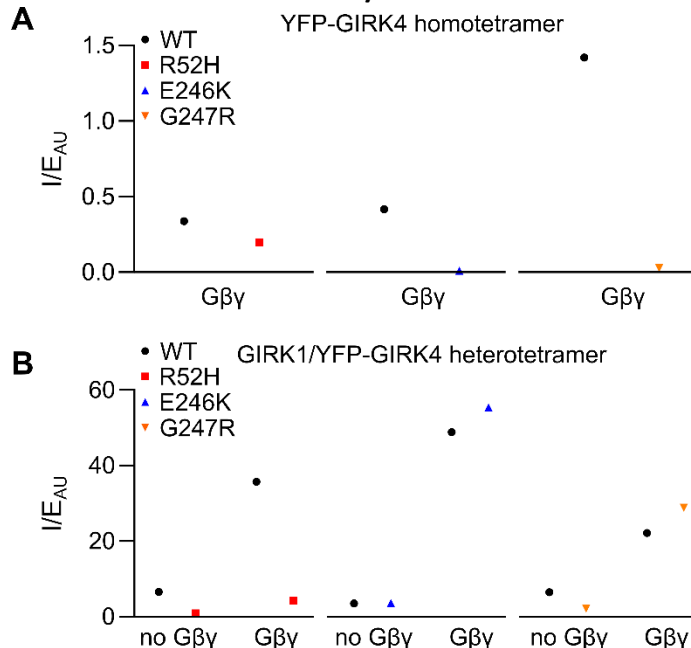 A
YFP-GIRK4 homotetramer
WT
R52H
E246K
G247R
I/E_AU
1.5
1.0
0.5
0.0
Gβγ
Gβγ
Gβγ
B
GIRK1/YFP-GIRK4 heterotetramer
WT
R52H
E246K
G247R
I/E_AU
60
40
20
0
no Gβγ
Gβγ
no Gβγ
Gβγ
no Gβγ
Gβγ